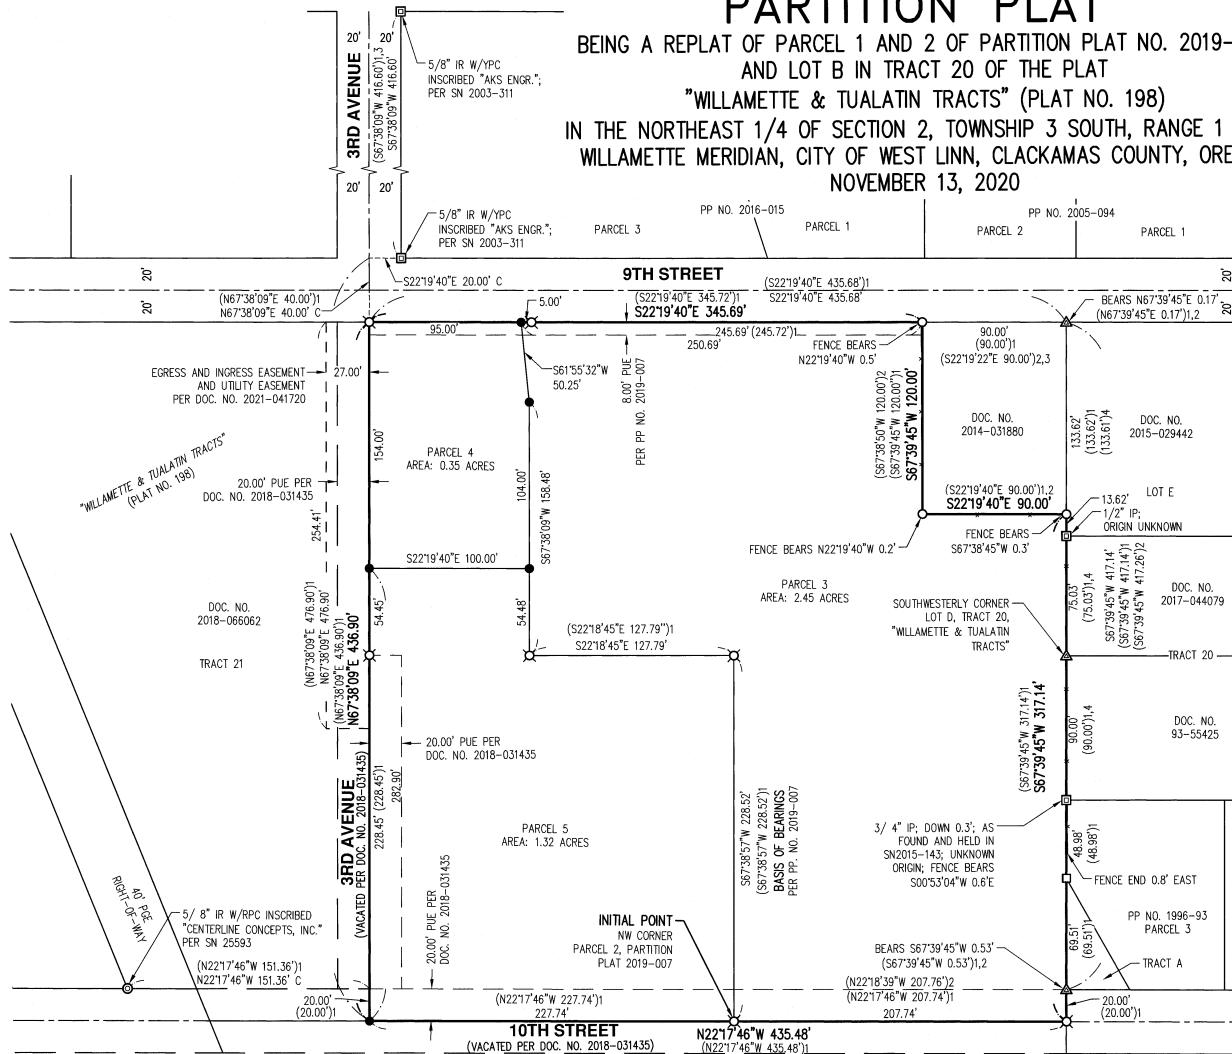 PARTITION PLAT
BEING A REPLAT OF PARCEL 1 AND 2 OF PARTITION PLAT NO. 2019-
AND LOT B IN TRACT 20 OF THE PLAT
"WILLAMETTE & TUALATIN TRACTS" (PLAT NO. 198)
IN THE NORTHEAST 1/4 OF SECTION 2, TOWNSHIP 3 SOUTH, RANGE 1
WILLAMETTE MERIDIAN, CITY OF WEST LINN, CLACKAMAS COUNTY, ORE
NOVEMBER 13, 2020
20' 20'
3RD AVENUE
(S67°38'09"W 416.60')1,3
S67°38'09"W 416.60'
20' 20'
5/8" IR W/YPC
INSCRIBED "AKS ENGR.";
PER SN 2003-311
5/8" IR W/YPC
INSCRIBED "AKS ENGR.";
PER SN 2003-311
PARCEL 3
PP NO. 2016-015
PARCEL 1
PARCEL 2
PP NO. 2005-094
PARCEL 1
20'
20'
20'
20'
S22°19'40"E 20.00' C
9TH STREET
(S22°19'40"E 435.68')1
S22°19'40"E 435.68'
(N67°38'09"E 40.00')1
N67°38'09"E 40.00' C
5.00'
(S22°19'40"E 345.72')1
S22°19'40"E 345.69'
BEARS N67°39'45"E 0.17'
(N67°39'45"E 0.17')1,2
95.00'
245.69' (245.72')1
250.69'
FENCE BEARS
N22°19'40"W 0.5'
90.00'
(90.00')1
(S22°19'22"E 90.00')2,3
EGRESS AND INGRESS EASEMENT
AND UTILITY EASEMENT
PER DOC. NO. 2021-041720
27.00'
S61°55'32"W
50.25'
8.00' PUE
PER PP NO. 2019-007
(S67°38'50"W 120.00')2
(S67°39'45"W 120.00')1
S67°39'45"W 120.00'
DOC. NO.
2014-031880
133.62'
(133.62')1
(133.61')4
DOC. NO.
2015-029442
"WILLAMETTE & TUALATIN TRACTS"
(PLAT NO. 198)
154.00'
PARCEL 4
AREA: 0.35 ACRES
20.00' PUE PER
DOC. NO. 2018-031435
254.41'
104.00'
S67°38'09"W 158.48'
(S22°19'40"E 90.00')1,2
S22°19'40"E 90.00'
13.62'
LOT E
1/2" IP;
ORIGIN UNKNOWN
FENCE BEARS
S67°38'45"W 0.3'
FENCE BEARS N22°19'40"W 0.2'
S22°19'40"E 100.00'
PARCEL 3
AREA: 2.45 ACRES
75.03'
(75.03')1,4
S67°39'45"W 417.14'
(S67°39'45"W 417.14')1
(S67°39'45"W 417.26')2
DOC. NO.
2017-044079
DOC. NO.
2018-066062
(N67°38'09"E 476.90')1
N67°38'09"E 476.90'
(N67°38'09"E 436.90')1
N67°38'09"E 436.90'
54.45'
54.48'
SOUTHWESTERLY CORNER
LOT D, TRACT 20,
"WILLAMETTE & TUALATIN
TRACTS"
(S22°18'45"E 127.79")1
S22°18'45"E 127.79'
TRACT 21
TRACT 20
20.00' PUE PER
DOC. NO. 2018-031435
(S67°39'45"W 317.14')1
S67°39'45"W 317.14'
90.00'
(90.00')1,4
DOC. NO.
93-55425
3RD AVENUE
(VACATED PER DOC. NO. 2018-031435)
228.45' (228.45')1
282.90'
PARCEL 5
AREA: 1.32 ACRES
S67°38'57"W 228.52'
(S67°38'57"W 228.52')1
BASIS OF BEARINGS
PER PP. NO. 2019-007
3/ 4" IP; DOWN 0.3'; AS
FOUND AND HELD IN
SN2015-143; UNKNOWN
ORIGIN; FENCE BEARS
S00°53'04"W 0.6'E
48.98'
(48.98')1
FENCE END 0.8' EAST
40' PGE
RIGHT-OF-WAY
5/ 8" IR W/RPC INSCRIBED
"CENTERLINE CONCEPTS, INC."
PER SN 25593
20.00' PUE PER
DOC. NO. 2018-031435
INITIAL POINT
NW CORNER
PARCEL 2, PARTITION
PLAT 2019-007
69.51'
(69.51')1
PP NO. 1996-93
PARCEL 3
BEARS S67°39'45"W 0.53'
(S67°39'45"W 0.53')1,2
TRACT A
(N22°17'46"W 151.36')1
N22°17'46"W 151.36' C
20.00'
(20.00')1
(N22°17'46"W 227.74')1
227.74'
(N22°18'39"W 207.76')2
(N22°17'46"W 207.74')1
207.74'
20.00'
(20.00')1
10TH STREET
(VACATED PER DOC. NO. 2018-031435)
N22°17'46"W 435.48'
(N22°17'46"W 435.48')1